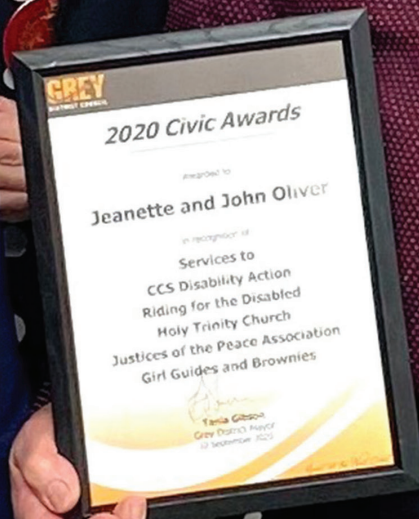 GREY
DISTRICT COUNCIL
2020 Civic Awards
Awarded to
Jeanette and John Oliver
in recognition of
Services to
CCS Disability Action
Riding for the Disabled
Holy Trinity Church
Justices of the Peace Association
Girl Guides and Brownies
Tania Gibson
Grey District Mayor
September